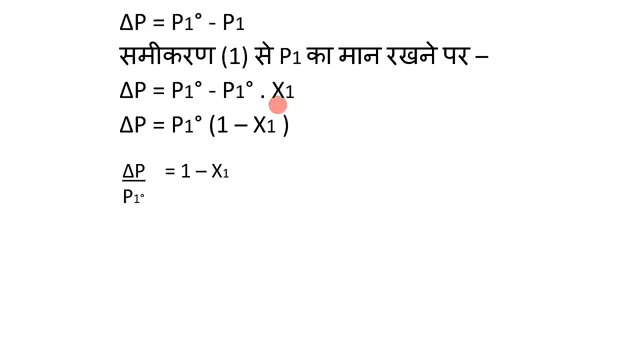 ΔP = P1° - P1
समीकरण (1) से P1 का मान रखने पर –
ΔP = P1° - P1° . X1
ΔP = P1° (1 – X1 )
ΔP = 1 – X1
P1°